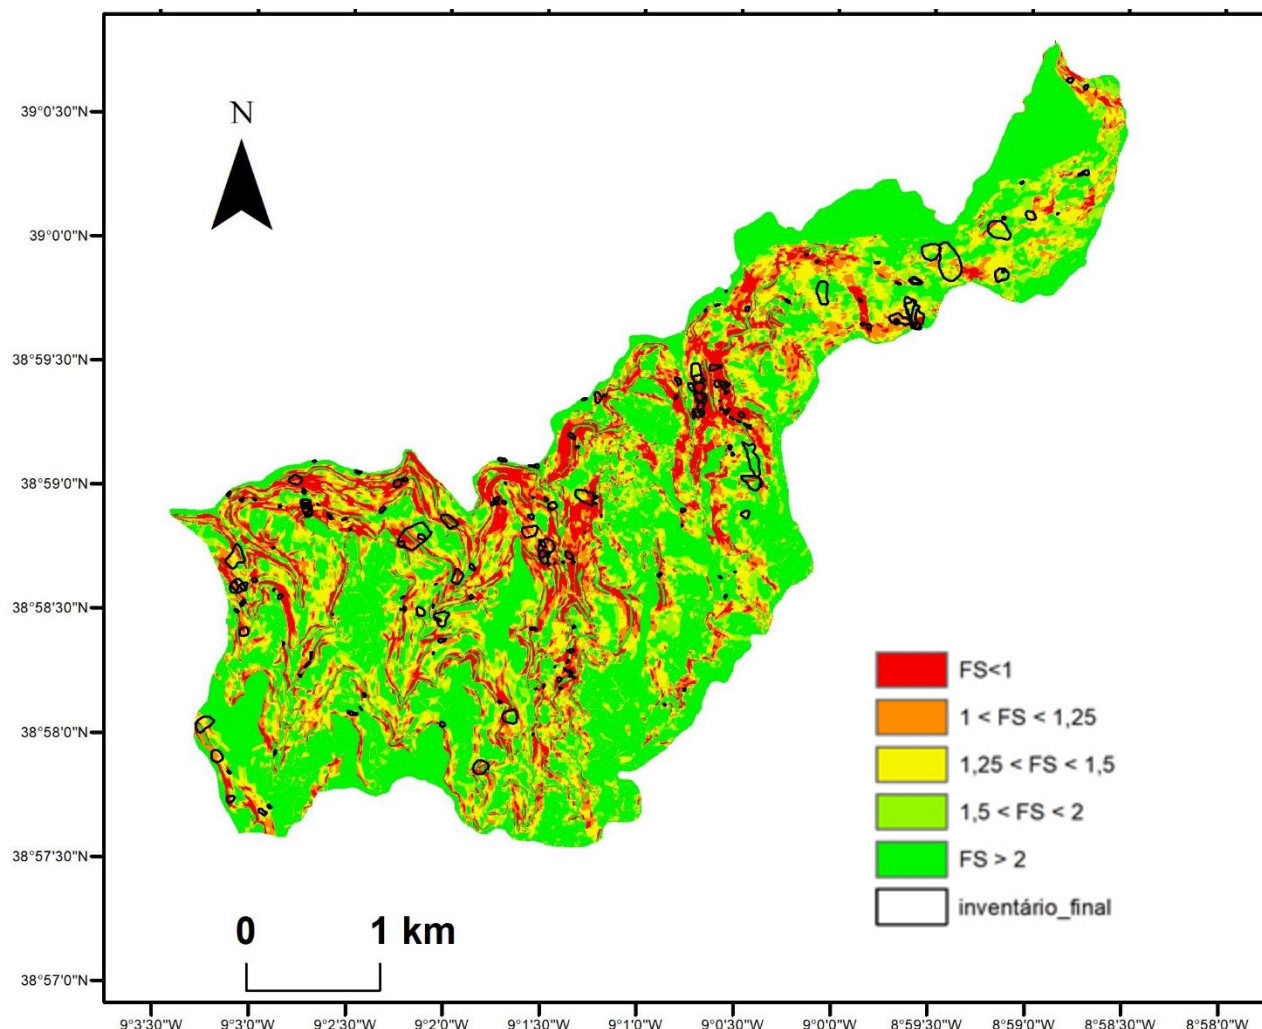 N
39°0'30"N
39°0'0"N
38°59'30"N
38°59'0"N
38°58'30"N
38°58'0"N
38°57'30"N
38°57'0"N
FS<1
1 < FS < 1,25
1,25 < FS < 1,5
1,5 < FS < 2
FS > 2
inventário_final
0 1 km
9°3'30"W 9°3'0"W 9°2'30"W 9°2'0"W 9°1'30"W 9°1'0"W 9°0'30"W 9°0'0"W 8°59'30"W 8°59'0"W 8°58'30"W 8°58'0"W